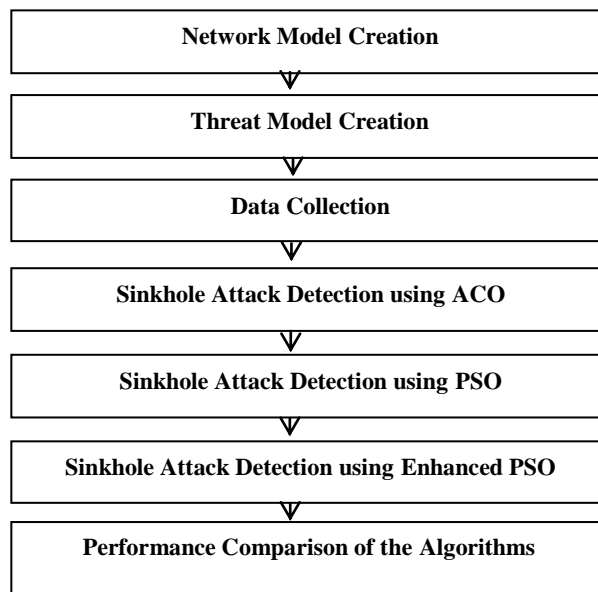 Network Model Creation
Threat Model Creation
Data Collection
Sinkhole Attack Detection using ACO
Sinkhole Attack Detection using PSO
Sinkhole Attack Detection using Enhanced PSO
Performance Comparison of the Algorithms